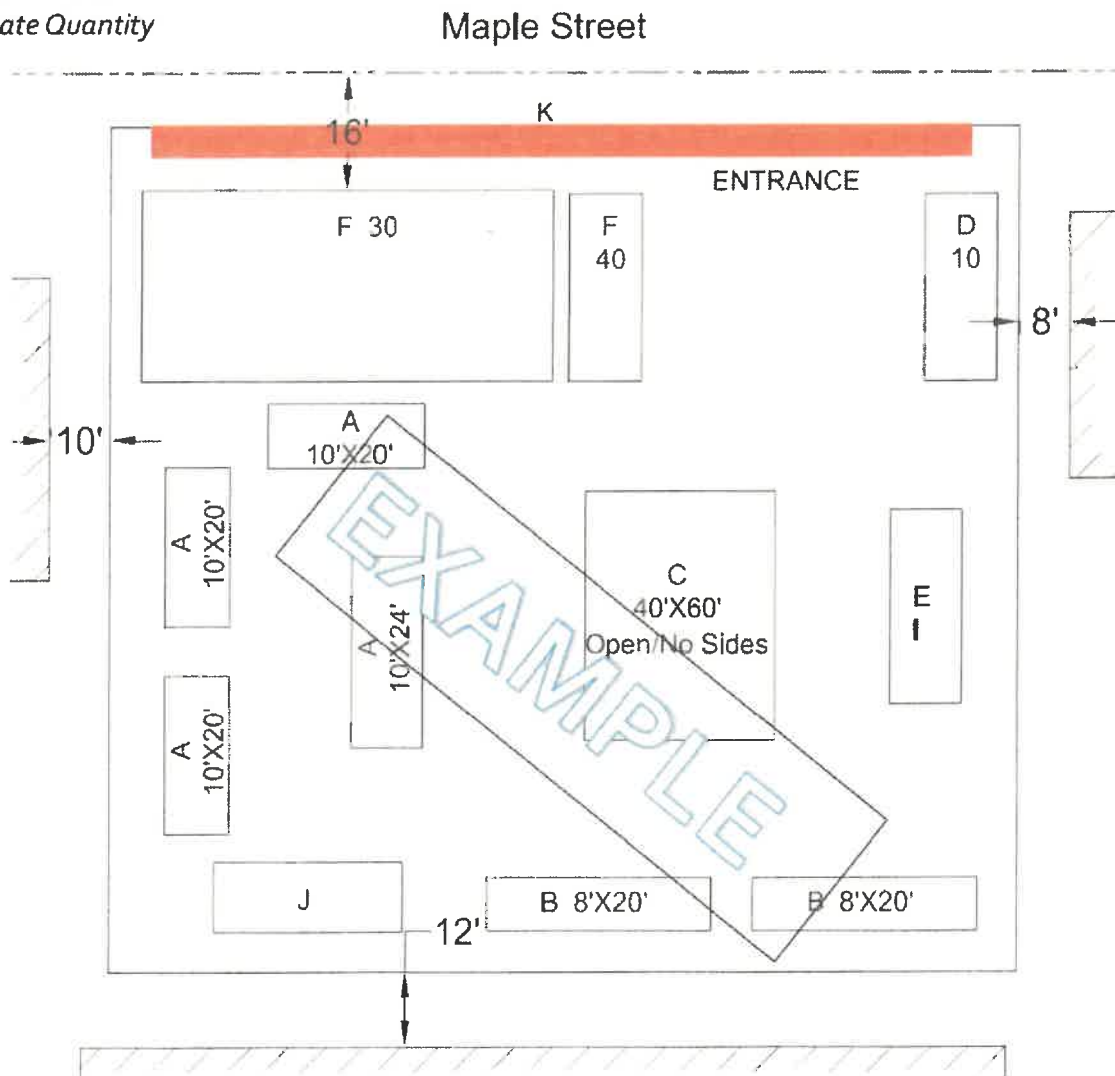 ate Quantity
Maple Street
K
16'
ENTRANCE
F 30
F
40
D
10
8'
10'
A
10'X20'
A
10'X20'
C
40'X60'
Open/No Sides
E
A
10'X24'
A
10'X20'
EXAMPLE
J
B 8'X20'
B 8'X20'
12'